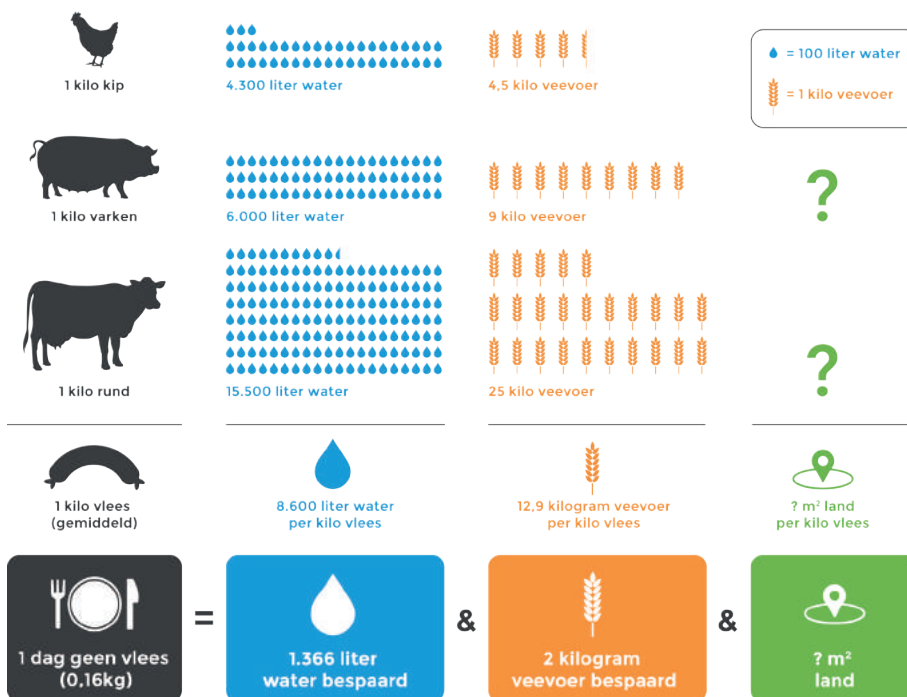 1 kilo kip
4.300 liter water
4,5 kilo veevoer
= 100 liter water
= 1 kilo veevoer
1 kilo varken
6.000 liter water
9 kilo veevoer
?
1 kilo rund
15.500 liter water
25 kilo veevoer
?
1 kilo vlees
(gemiddeld)
8.600 liter water
per kilo vlees
12,9 kilogram veevoer
per kilo vlees
? m² land
per kilo vlees
1 dag geen vlees
(0,16kg)
=
1.366 liter
water bespaard
&
2 kilogram
veevoer bespaard
&
? m²
land